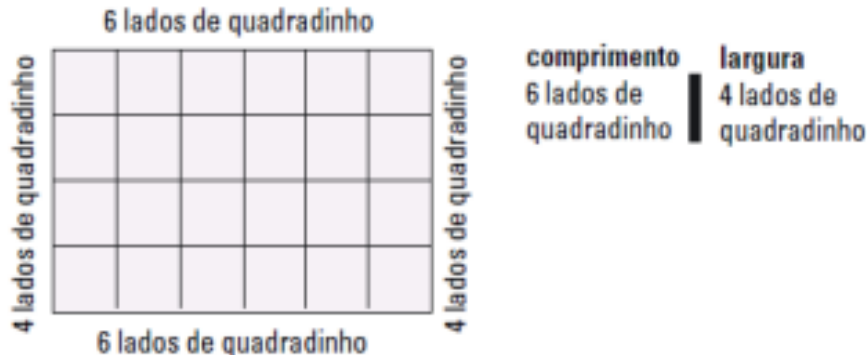 6 lados de quadradinho
4 lados de quadradinho
4 lados de quadradinho
6 lados de quadradinho
comprimento
6 lados de
quadradinho
largura
4 lados de
quadradinho